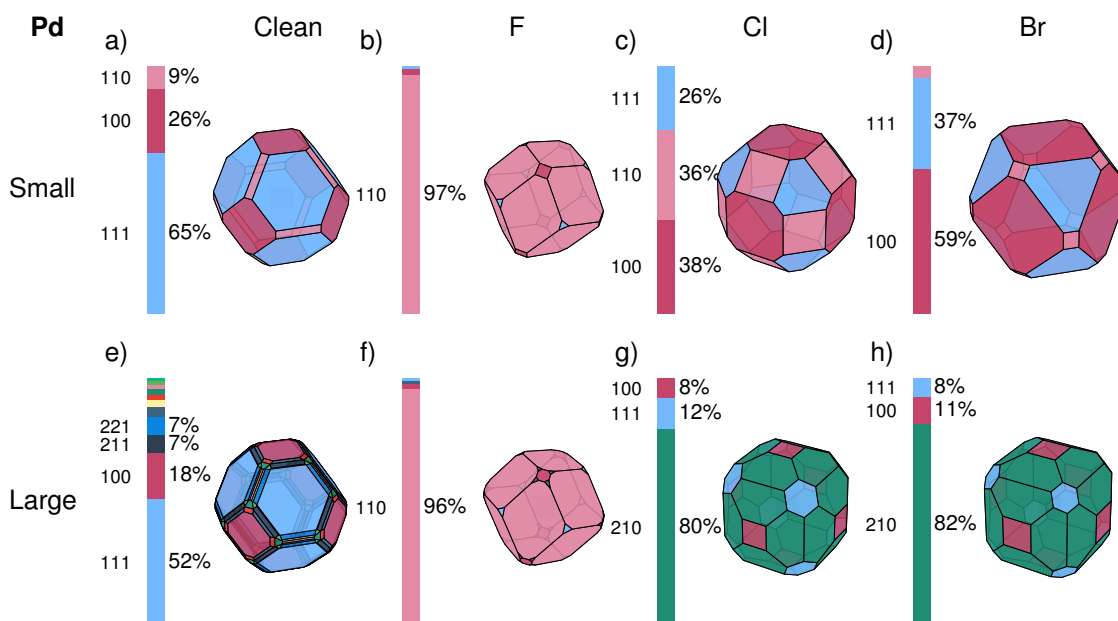 Pd
Clean
F
Cl
Br
Small
a)
110 9%
100 26%
111 65%
b)
110 97%
c)
111 26%
110 36%
100 38%
d)
111 37%
100 59%
Large
e)
221 7%
211 7%
100 18%
111 52%
f)
110 96%
g)
100 8%
111 12%
210 80%
h)
111 8%
100 11%
210 82%